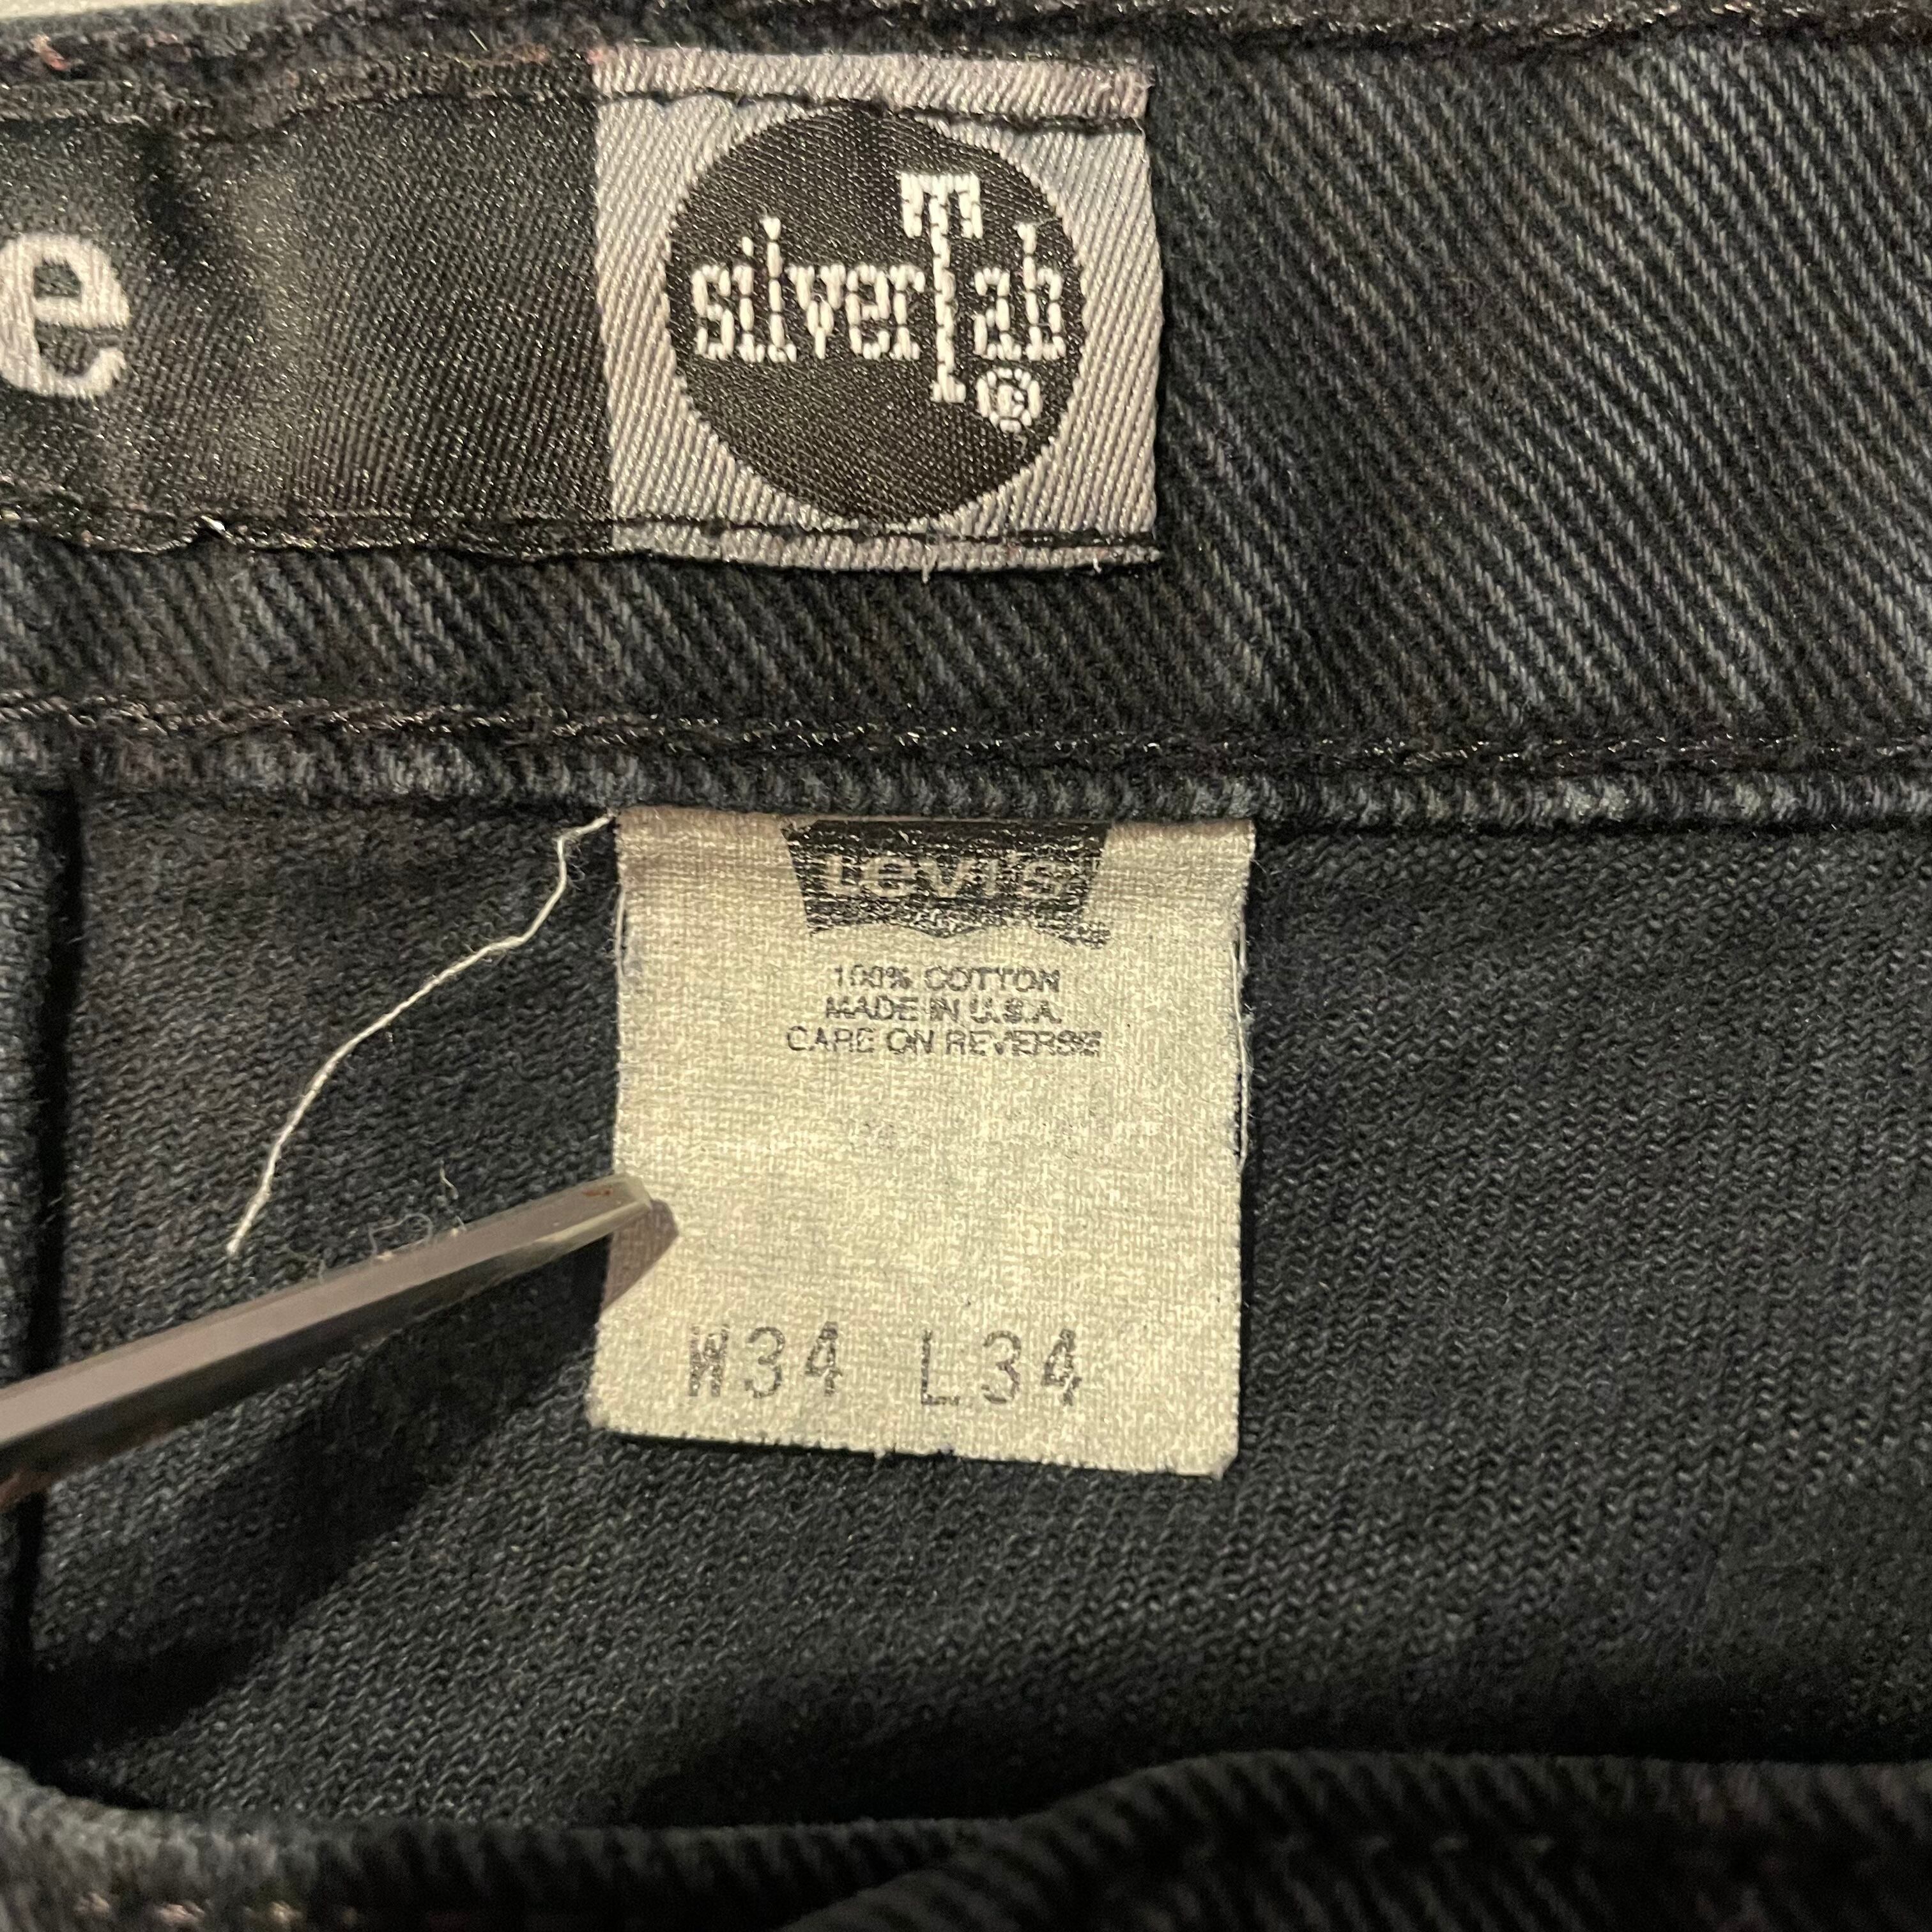 e
silverTab®
Levi's
100% COTTON
MADE IN U.S.A.
CARE ON REVERSE
W34 L34